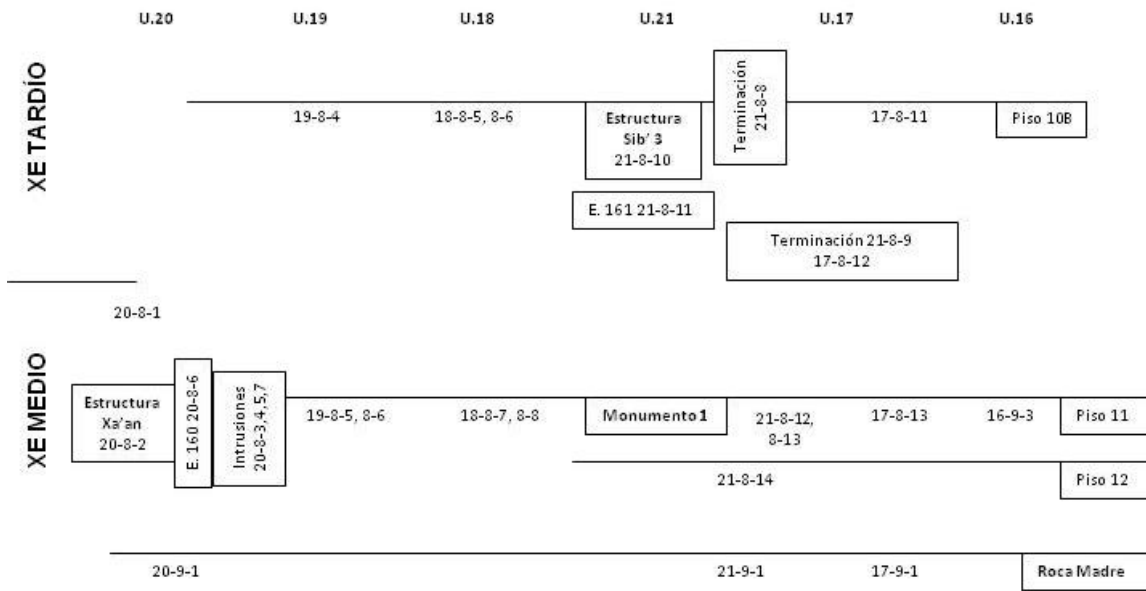 U.20 U.19 U.18 U.21 U.17 U.16
XE TARDÍO
Terminación
21-8-8
19-8-4 18-8-5, 8-6 17-8-11
Estructura
Sib' 3
21-8-10
Piso 10B
E. 161 21-8-11
Terminación 21-8-9
17-8-12
20-8-1
XE MEDIO
Estructura
Xa'an
20-8-2
E. 160 20-8-6
Intrusiones
20-8-3,4,5,7
19-8-5, 8-6 18-8-7, 8-8
Monumento 1
21-8-12,
8-13
17-8-13 16-9-3
Piso 11
21-8-14
Piso 12
20-9-1 21-9-1 17-9-1
Roca Madre